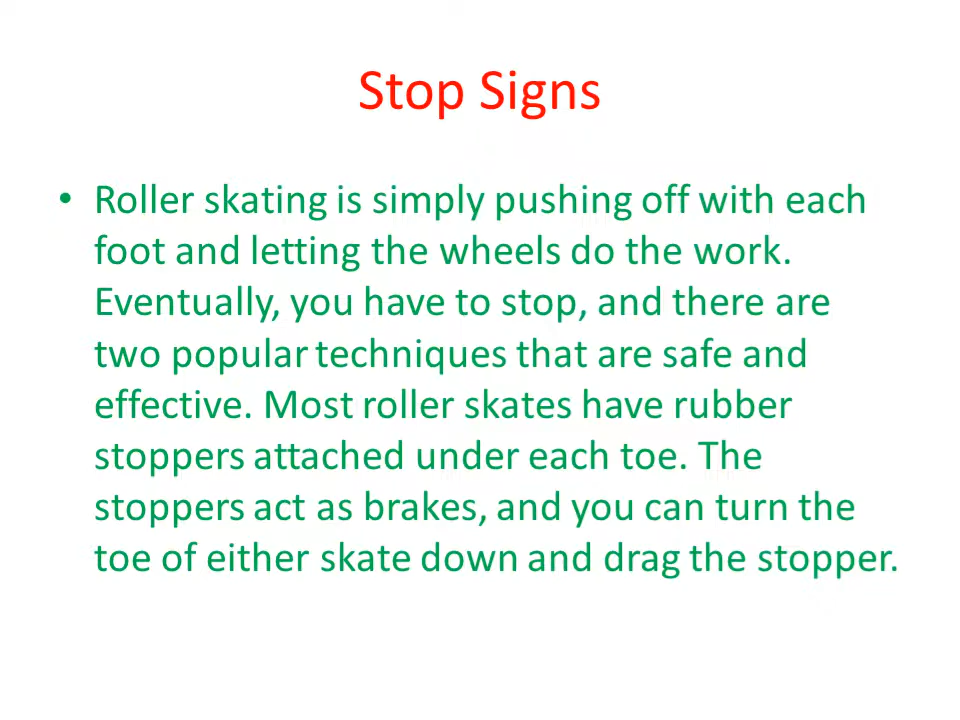 Stop Signs
• Roller skating is simply pushing off with each
foot and letting the wheels do the work.
Eventually, you have to stop, and there are
two popular techniques that are safe and
effective. Most roller skates have rubber
stoppers attached under each toe. The
stoppers act as brakes, and you can turn the
toe of either skate down and drag the stopper.